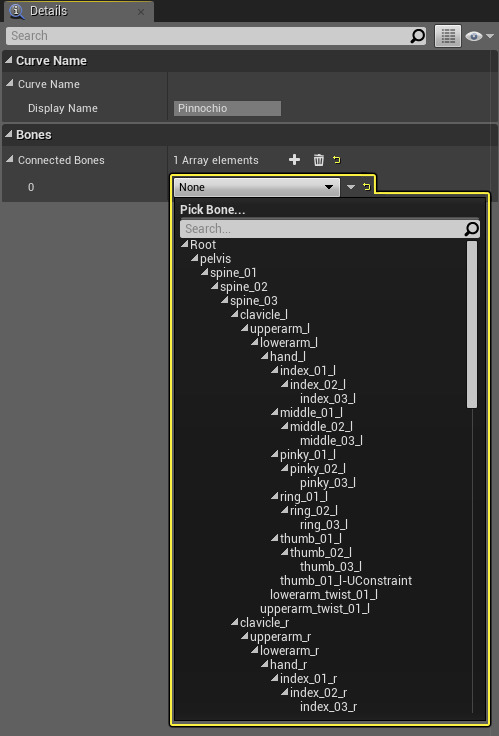 Details
Search
Curve Name
Curve Name
Display Name Pinnochio
Bones
Connected Bones 1 Array elements
0 None
Pick Bone...
Search...
Root
pelvis
spine_01
spine_02
spine_03
clavicle_l
upperarm_l
lowerarm_l
hand_l
index_01_l
index_02_l
index_03_l
middle_01_l
middle_02_l
middle_03_l
pinky_01_l
pinky_02_l
pinky_03_l
ring_01_l
ring_02_l
ring_03_l
thumb_01_l
thumb_02_l
thumb_03_l
thumb_01_l-UConstraint
lowerarm_twist_01_l
upperarm_twist_01_l
clavicle_r
upperarm_r
lowerarm_r
hand_r
index_01_r
index_02_r
index_03_r